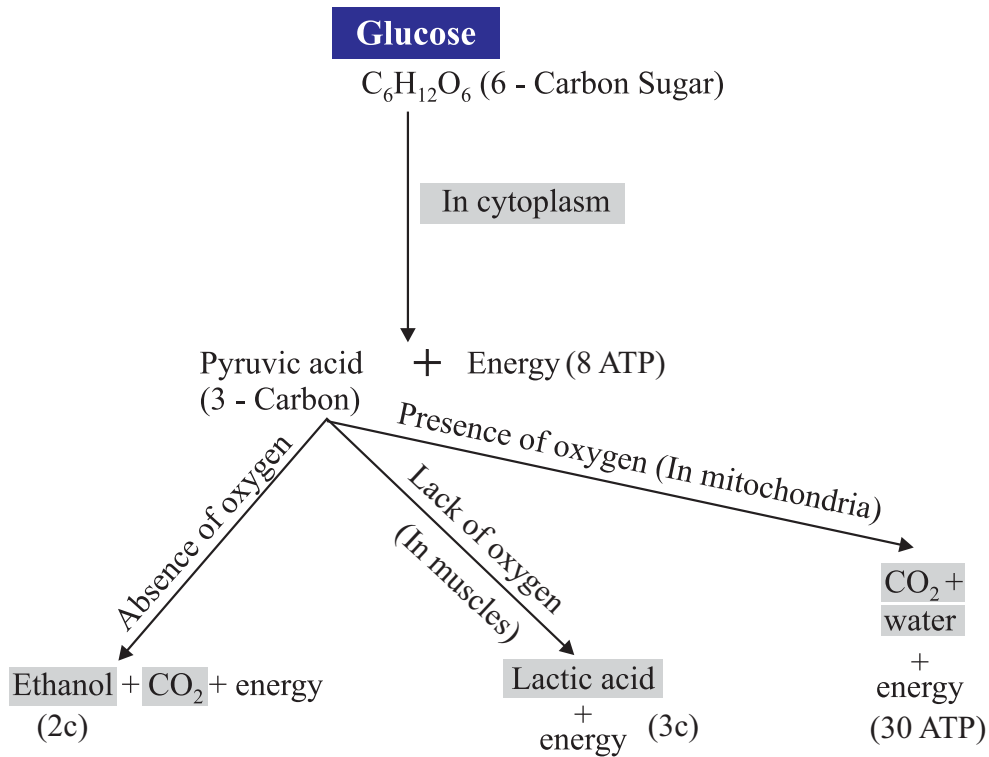 Glucose
C₆H₁₂O₆ (6 - Carbon Sugar)
In cytoplasm
Pyruvic acid + Energy (8 ATP)
(3 - Carbon)
Absence of oxygen
Lack of oxygen
(In muscles)
Presence of oxygen (In mitochondria)
Ethanol + CO₂ + energy
(2c)
Lactic acid
+
energy (3c)
CO₂ +
water
+
energy
(30 ATP)